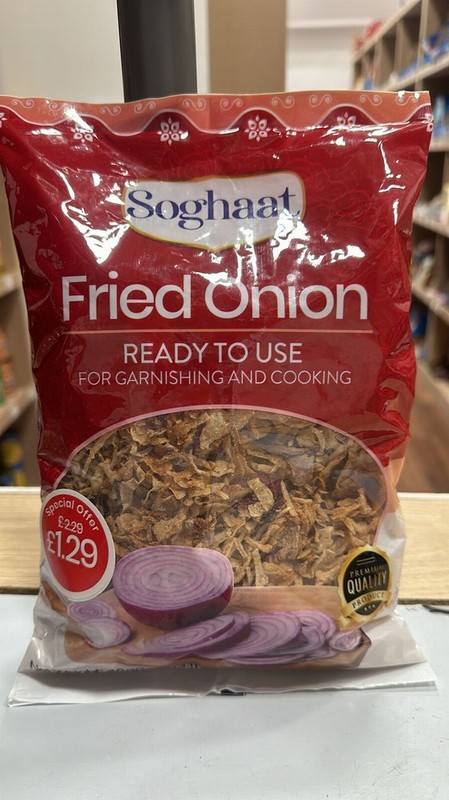 Soghaat
Fried Onion
READY TO USE
FOR GARNISHING AND COOKING
Special Offer
£2.29
£1.29
PREMIUM
QUALITY
PRODUCT